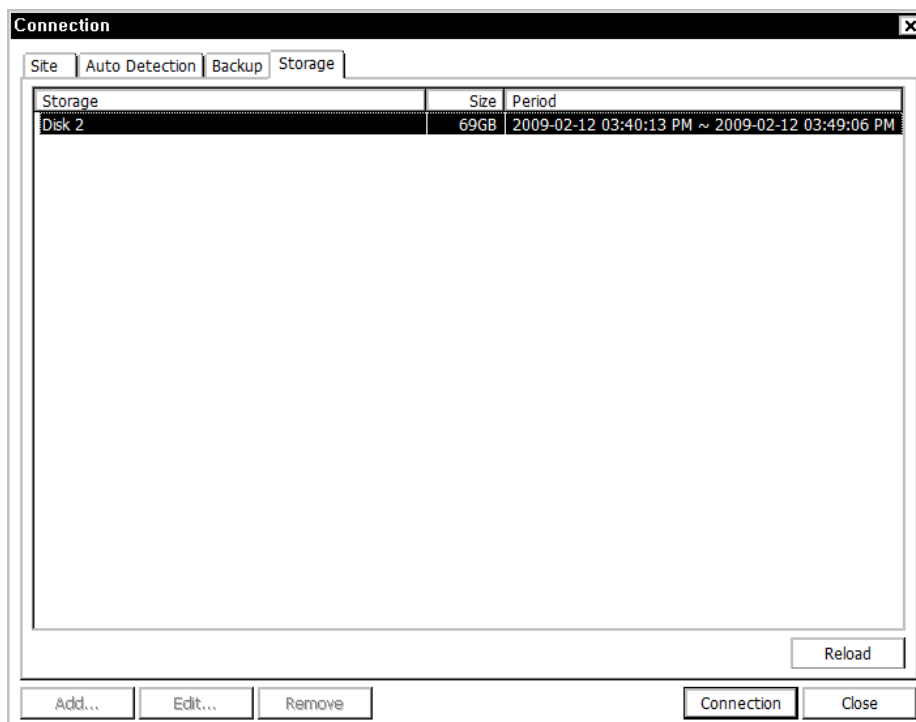 Connection
Site Auto Detection Backup Storage
Storage Size Period
Disk 2 69GB 2009-02-12 03:40:13 PM ~ 2009-02-12 03:49:06 PM
Reload
Add... Edit... Remove Connection Close